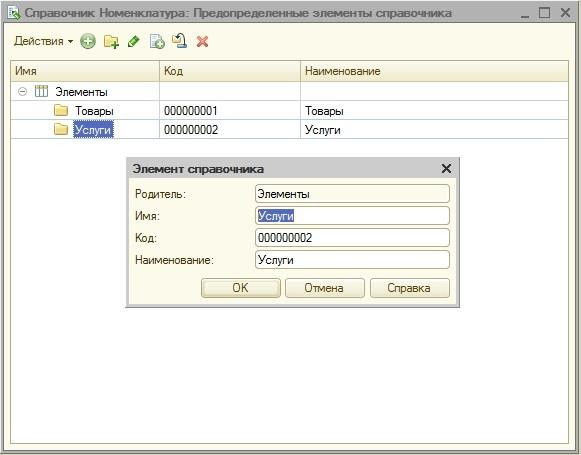 Справочник Номенклатура: Предопределенные элементы справочника
Действия
Имя Код Наименование
Элементы
Товары 000000001 Товары
Услуги 000000002 Услуги
Элемент справочника
Родитель: Элементы
Имя: Услуги
Код: 000000002
Наименование: Услуги
OK Отмена Справка